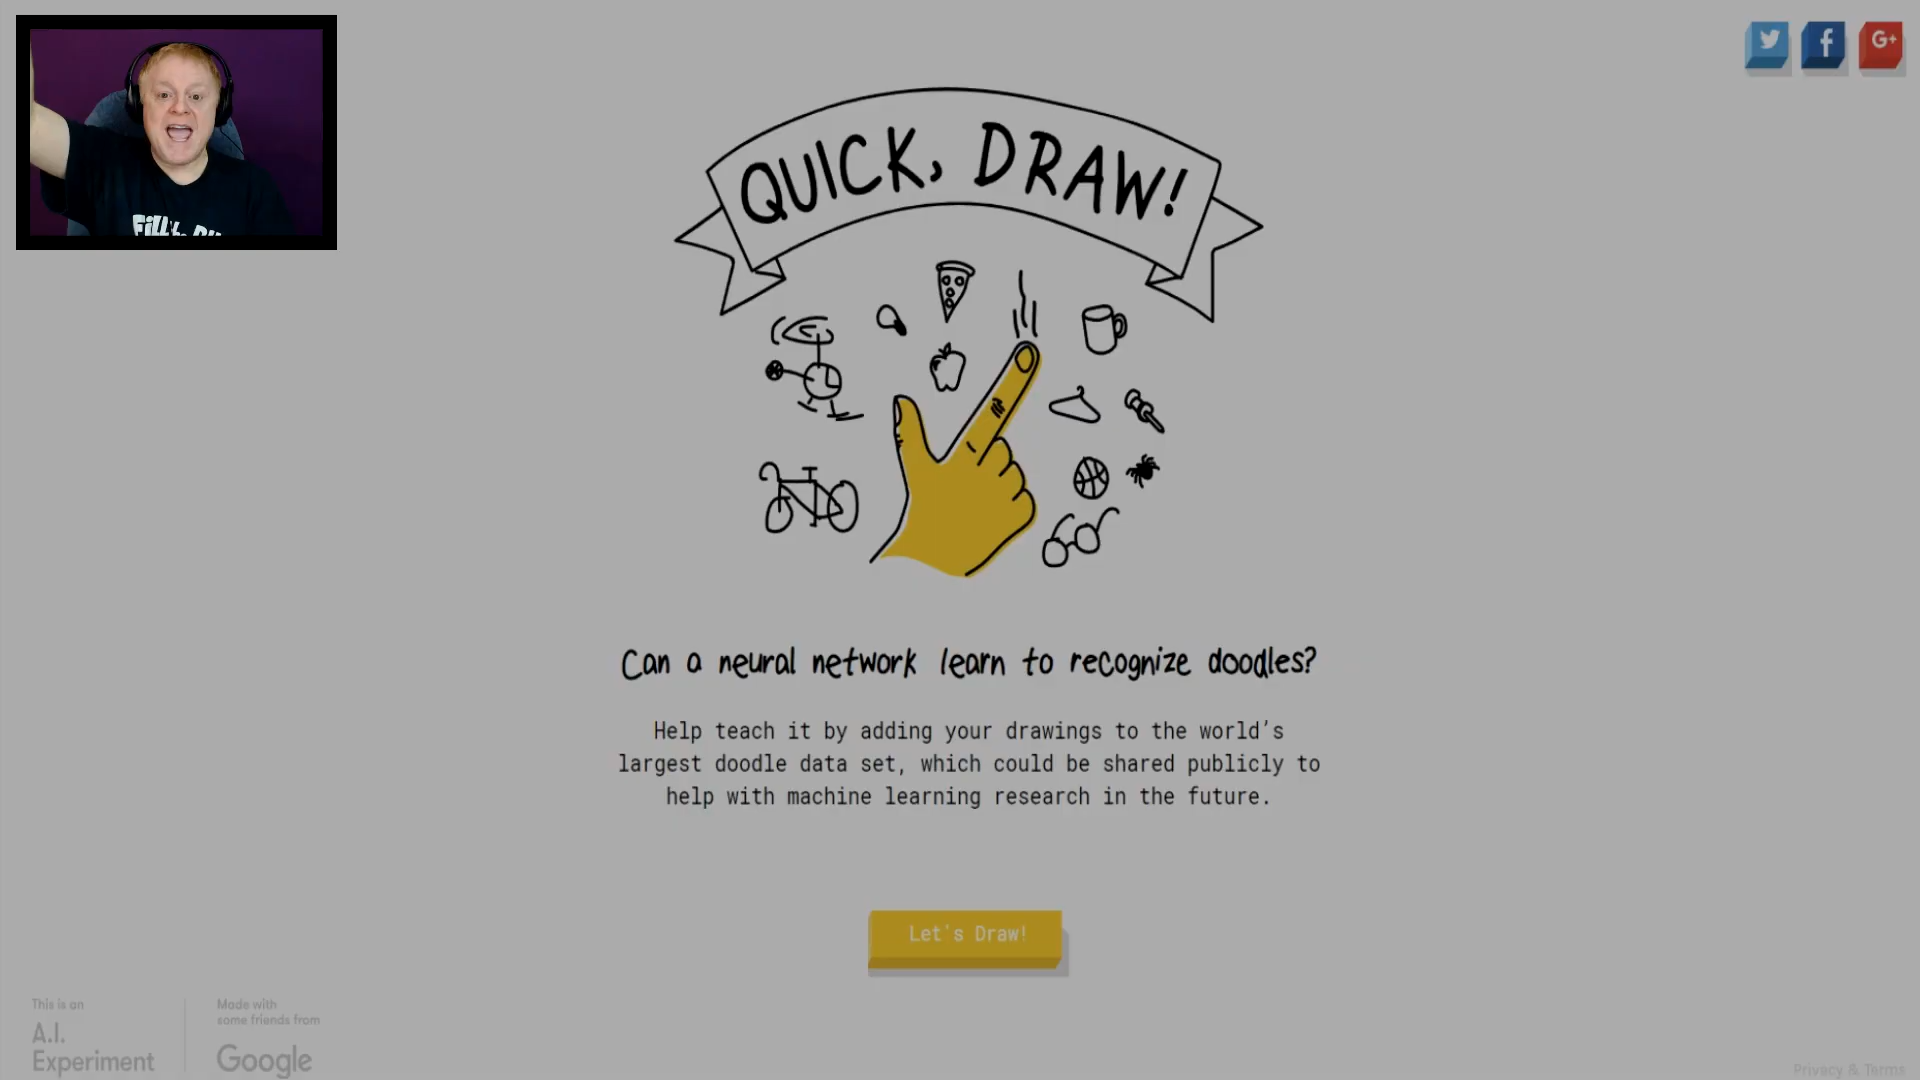 QUICK, DRAW!
Can a neural network learn to recognize doodles?
Help teach it by adding your drawings to the world's
largest doodle data set, which could be shared publicly to
help with machine learning research in the future.
Let's Draw!
This is an
A.I.
Experiment
Made with
some friends from
Google
Privacy & Terms
G+